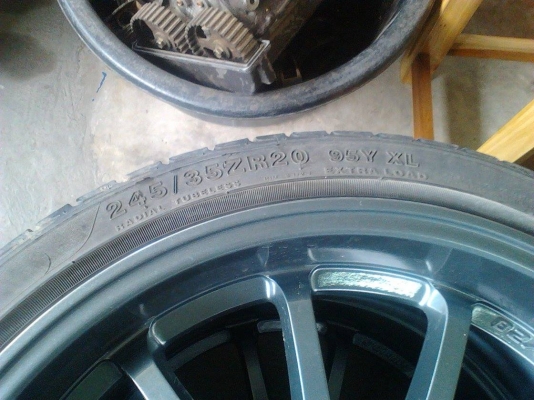 245/35ZR20 95Y XL
RADIAL TUBELESS EXTRA LOAD